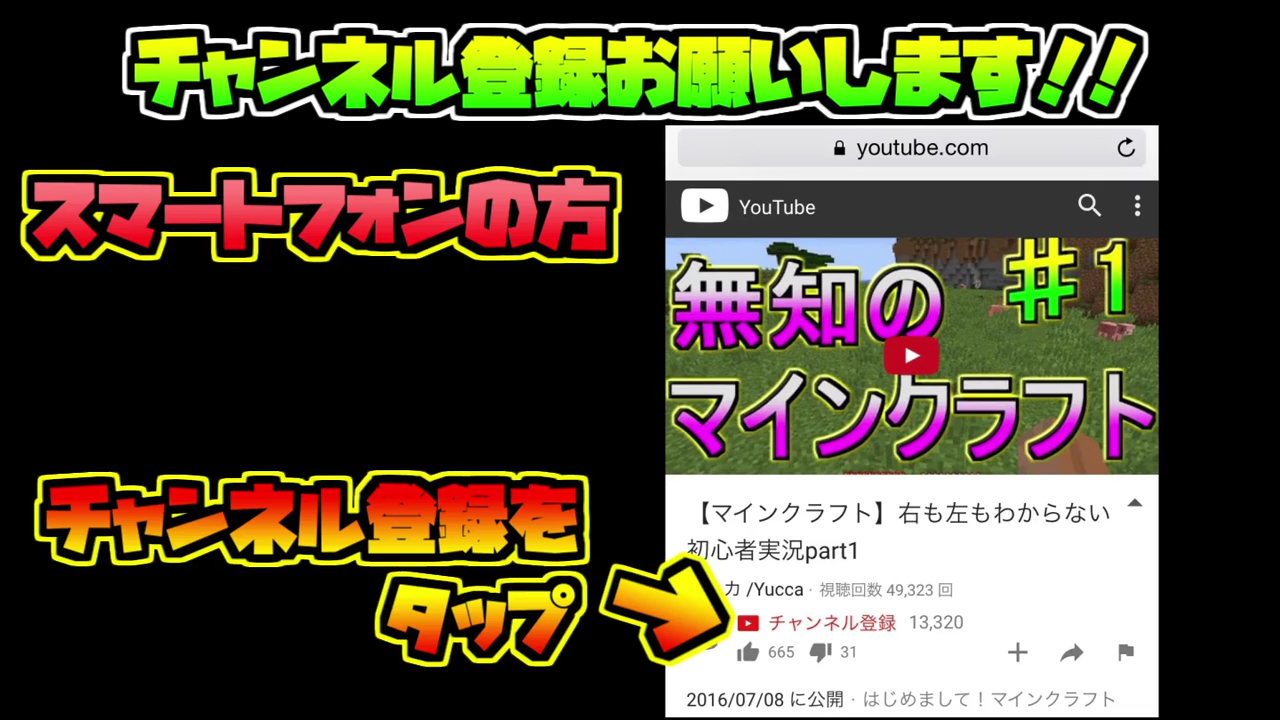 チャンネル登録お願いします!!
スマートフォンの方
チャンネル登録を
タップ
youtube.com
YouTube
無知の
#1
マインクラフト
【マインクラフト】右も左もわからない
初心者実況part1
カ /Yucca · 視聴回数 49,323 回
チャンネル登録 13,320
665 31
2016/07/08 に公開 · はじめまして!マインクラフト